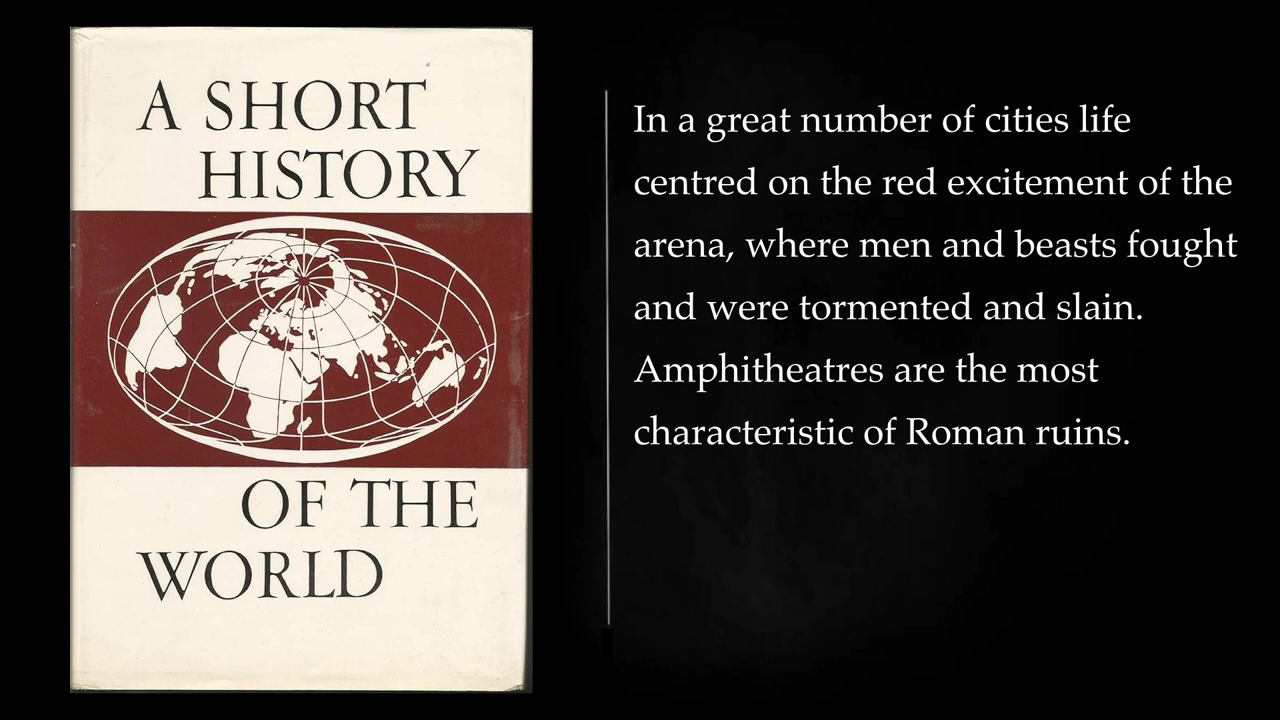 A SHORT
HISTORY
OF THE
WORLD
In a great number of cities life
centred on the red excitement of the
arena, where men and beasts fought
and were tormented and slain.
Amphitheatres are the most
characteristic of Roman ruins.